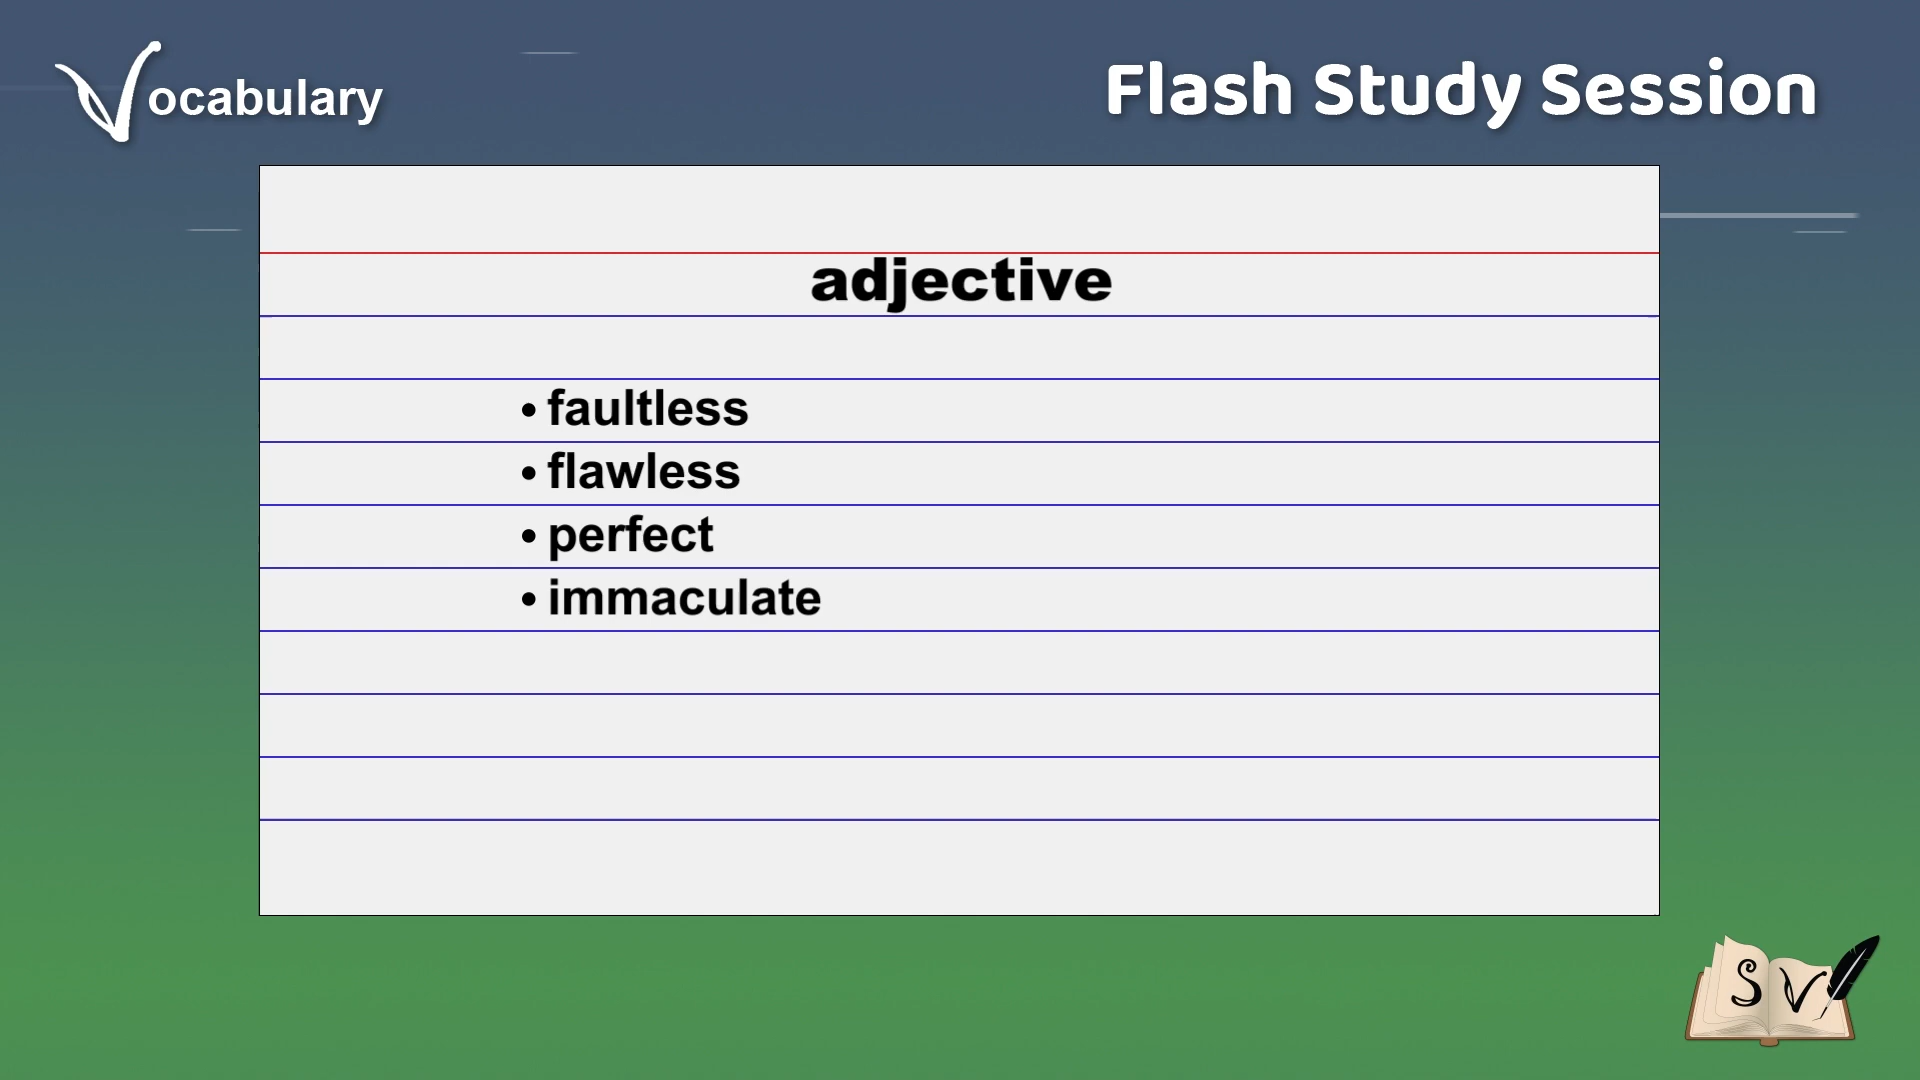 Vocabulary
Flash Study Session
adjective
• faultless
• flawless
• perfect
• immaculate
S V